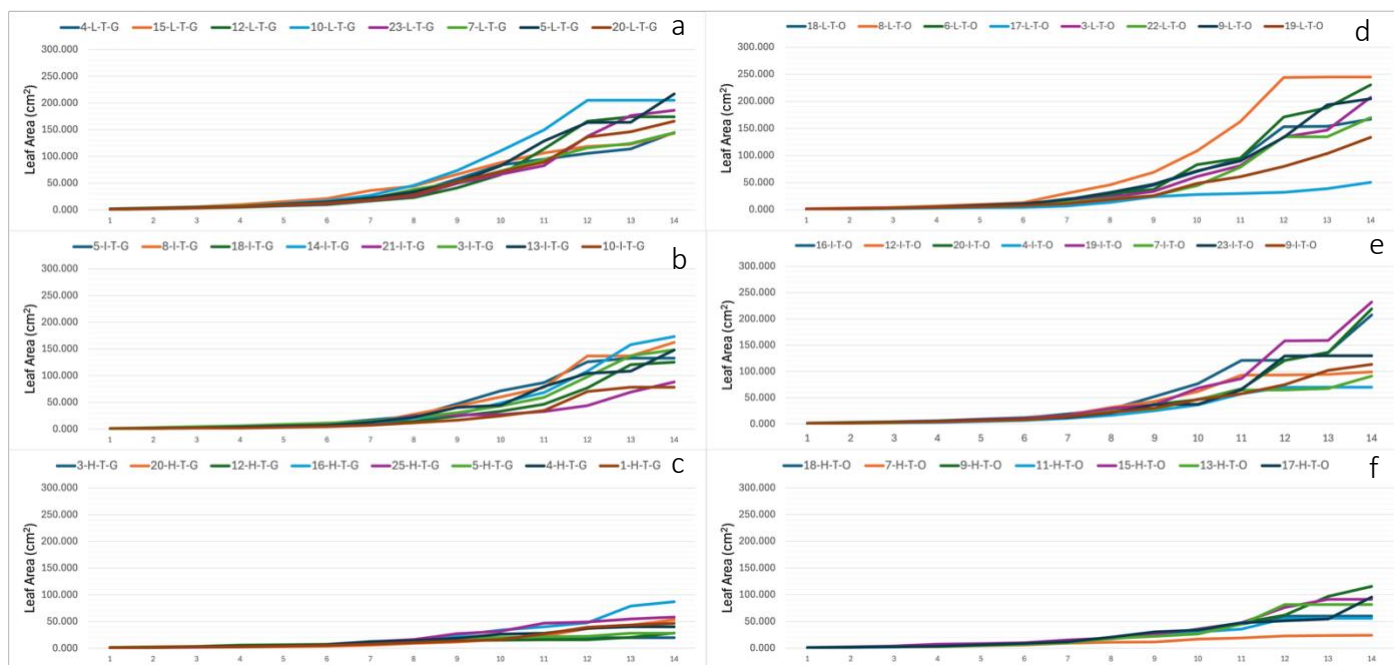 4-L-T-G 15-L-T-G 12-L-T-G 10-L-T-G 23-L-T-G 7-L-T-G 5-L-T-G 20-L-T-G
a
Leaf Area (cm²)
300.000
250.000
200.000
150.000
100.000
50.000
0.000
1 2 3 4 5 6 7 8 9 10 11 12 13 14
5-I-T-G 8-I-T-G 18-I-T-G 14-I-T-G 21-I-T-G 3-I-T-G 13-I-T-G 10-I-T-G
b
Leaf Area (cm²)
300.000
250.000
200.000
150.000
100.000
50.000
0.000
1 2 3 4 5 6 7 8 9 10 11 12 13 14
3-H-T-G 20-H-T-G 12-H-T-G 16-H-T-G 25-H-T-G 5-H-T-G 4-H-T-G 1-H-T-G
c
Leaf Area (cm²)
300.000
250.000
200.000
150.000
100.000
50.000
0.000
1 2 3 4 5 6 7 8 9 10 11 12 13 14
18-L-T-O 8-L-T-O 6-L-T-O 17-L-T-O 3-L-T-O 22-L-T-O 9-L-T-O 19-L-T-O
d
Leaf Area (cm²)
300.000
250.000
200.000
150.000
100.000
50.000
0.000
1 2 3 4 5 6 7 8 9 10 11 12 13 14
16-I-T-O 12-I-T-O 20-I-T-O 4-I-T-O 19-I-T-O 7-I-T-O 23-I-T-O 9-I-T-O
e
Leaf Area (cm²)
300.000
250.000
200.000
150.000
100.000
50.000
0.000
1 2 3 4 5 6 7 8 9 10 11 12 13 14
18-H-T-O 7-H-T-O 9-H-T-O 11-H-T-O 15-H-T-O 13-H-T-O 17-H-T-O
f
Leaf Area (cm²)
300.000
250.000
200.000
150.000
100.000
50.000
0.000
1 2 3 4 5 6 7 8 9 10 11 12 13 14